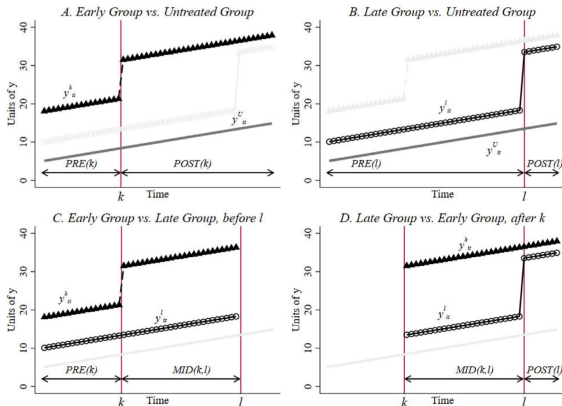 A. Early Group vs. Untreated Group
Units of y
40
30
20
10
0
y^k_it
y^U_it
PRE(k)
POST(k)
k
Time
B. Late Group vs. Untreated Group
Units of y
40
30
20
10
0
y^l_it
y^U_it
PRE(l)
POST(l)
Time
l
C. Early Group vs. Late Group, before l
Units of y
40
30
20
10
0
y^k_it
y^l_it
PRE(k)
MID(k,l)
k
Time
l
D. Late Group vs. Early Group, after k
Units of y
40
30
20
10
0
y^k_it
y^l_it
MID(k,l)
POST(l)
k
Time
l